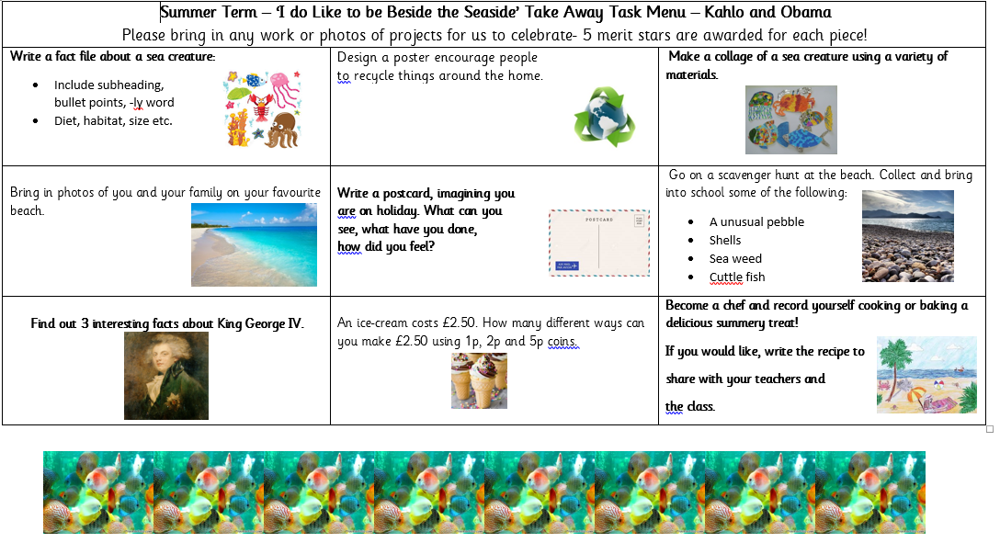 Summer Term – ‘I do Like to be Beside the Seaside’ Take Away Task Menu – Kahlo and Obama
Please bring in any work or photos of projects for us to celebrate- 5 merit stars are awarded for each piece!
Write a fact file about a sea creature:
• Include subheading,
bullet points, -ly word
• Diet, habitat, size etc.
Design a poster encourage people
to recycle things around the home.
Make a collage of a sea creature using a variety of
materials.
Bring in photos of you and your family on your favourite
beach.
Write a postcard, imagining you
are on holiday. What can you
see, what have you done,
how did you feel?
POSTCARD
Go on a scavenger hunt at the beach. Collect and bring
into school some of the following:
• A unusual pebble
• Shells
• Sea weed
• Cuttle fish
Find out 3 interesting facts about King George IV.
An ice-cream costs £2.50. How many different ways can
you make £2.50 using 1p, 2p and 5p coins.
Become a chef and record yourself cooking or baking a
delicious summery treat!
If you would like, write the recipe to
share with your teachers and
the class.